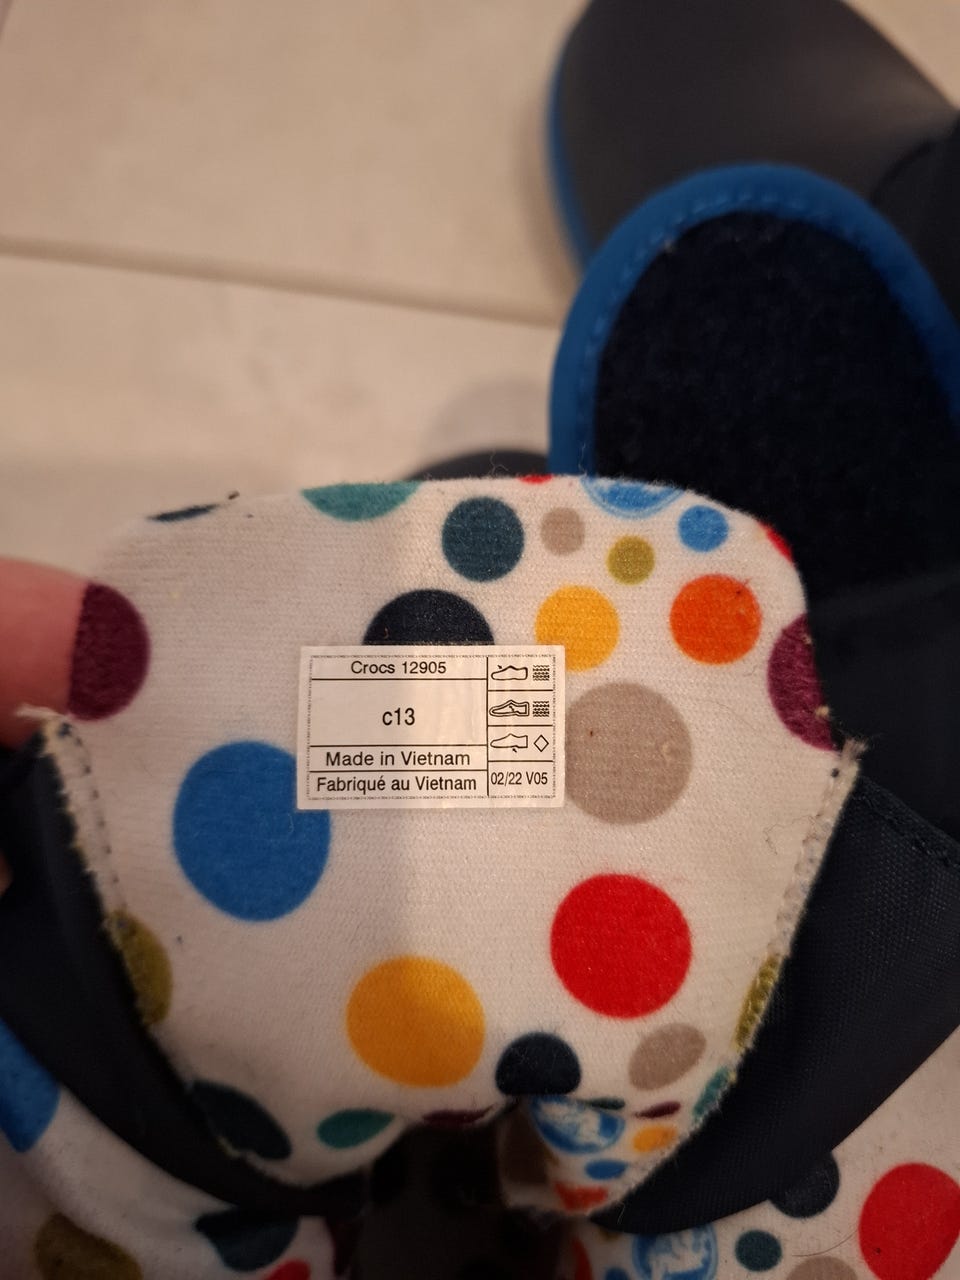 Crocs 12905
c13
Made in Vietnam
Fabriqué au Vietnam
02/22 V05